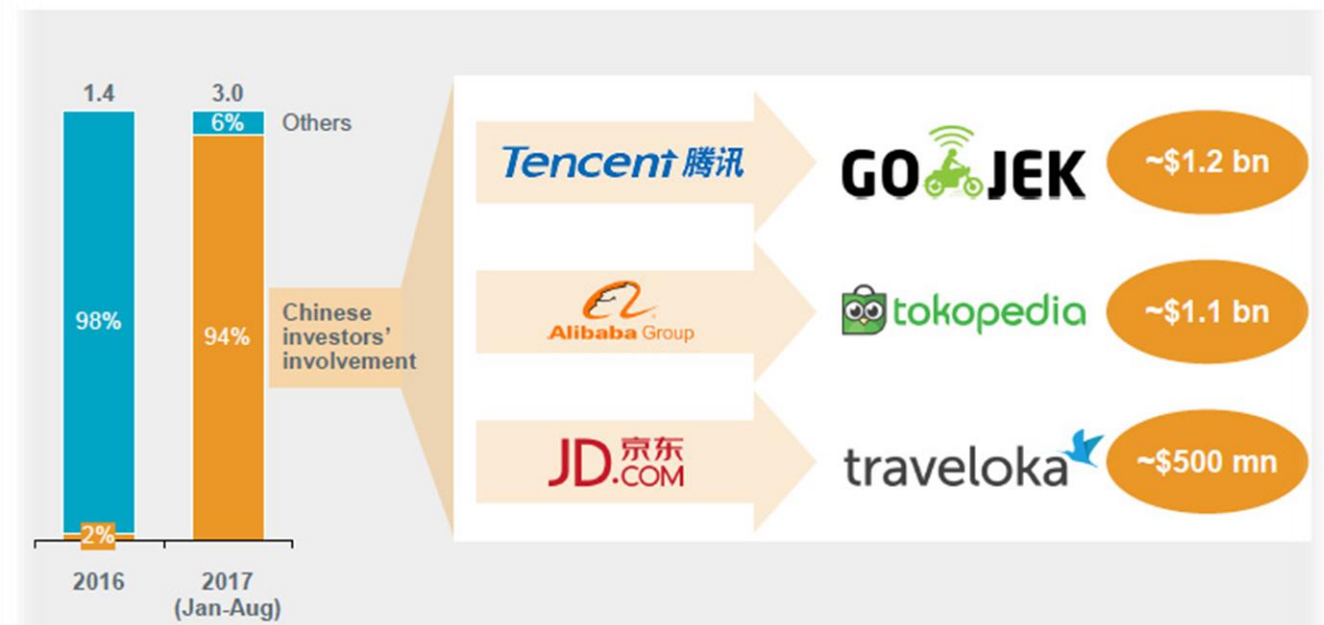 1.4
3.0
6%
Others
98%
94%
Chinese
investors'
involvement
2%
2016
2017
(Jan-Aug)
Tencent 腾讯
GO JEK
~$1.2 bn
Alibaba Group
tokopedia
~$1.1 bn
JD.COM 京东
traveloka
~$500 mn